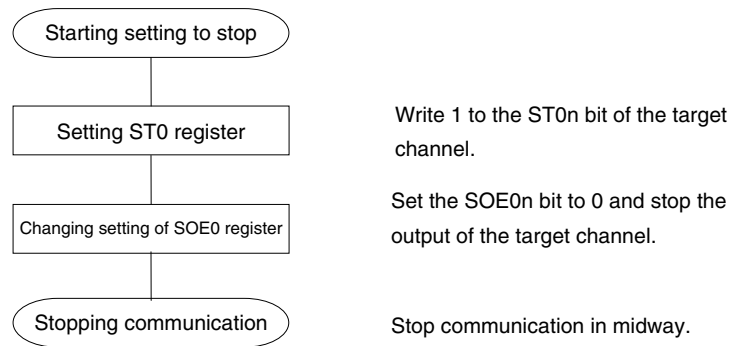 Starting setting to stop
Setting ST0 register
Write 1 to the ST0n bit of the target
channel.
Changing setting of SOE0 register
Set the SOE0n bit to 0 and stop the
output of the target channel.
Stopping communication
Stop communication in midway.